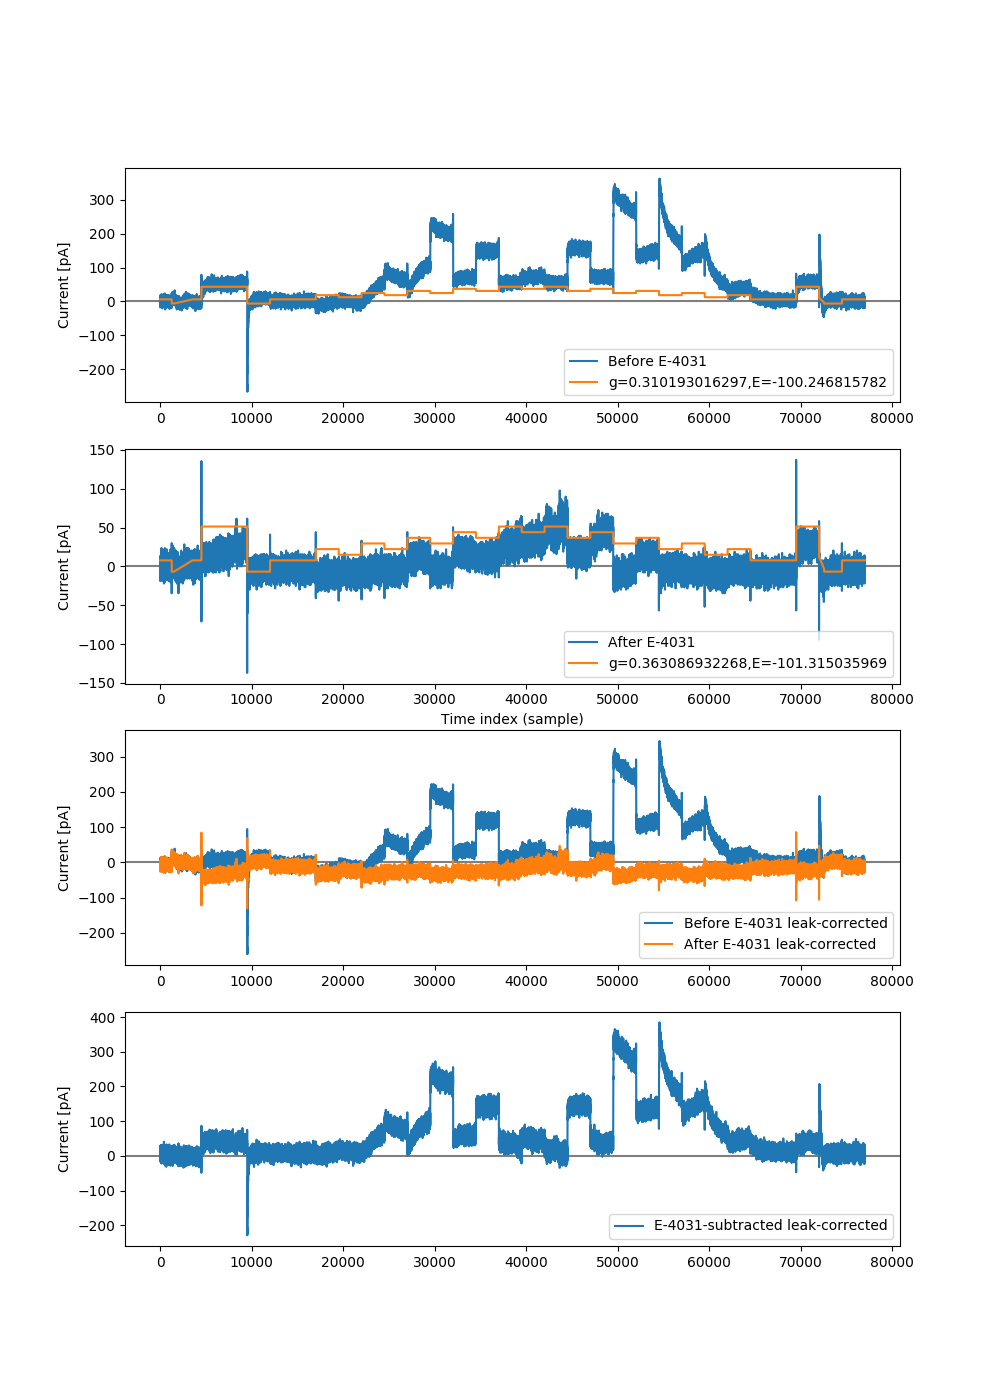 300
200
100
0
−100
−200
Current [pA]
Before E-4031
g=0.310193016297,E=-100.246815782
0 10000 20000 30000 40000 50000 60000 70000 80000
150
100
50
0
−50
−100
−150
Current [pA]
After E-4031
g=0.363086932268,E=-101.315035969
0 10000 20000 30000 40000 50000 60000 70000 80000
Time index (sample)
300
200
100
0
−100
−200
Current [pA]
Before E-4031 leak-corrected
After E-4031 leak-corrected
0 10000 20000 30000 40000 50000 60000 70000 80000
400
300
200
100
0
−100
−200
Current [pA]
E-4031-subtracted leak-corrected
0 10000 20000 30000 40000 50000 60000 70000 80000